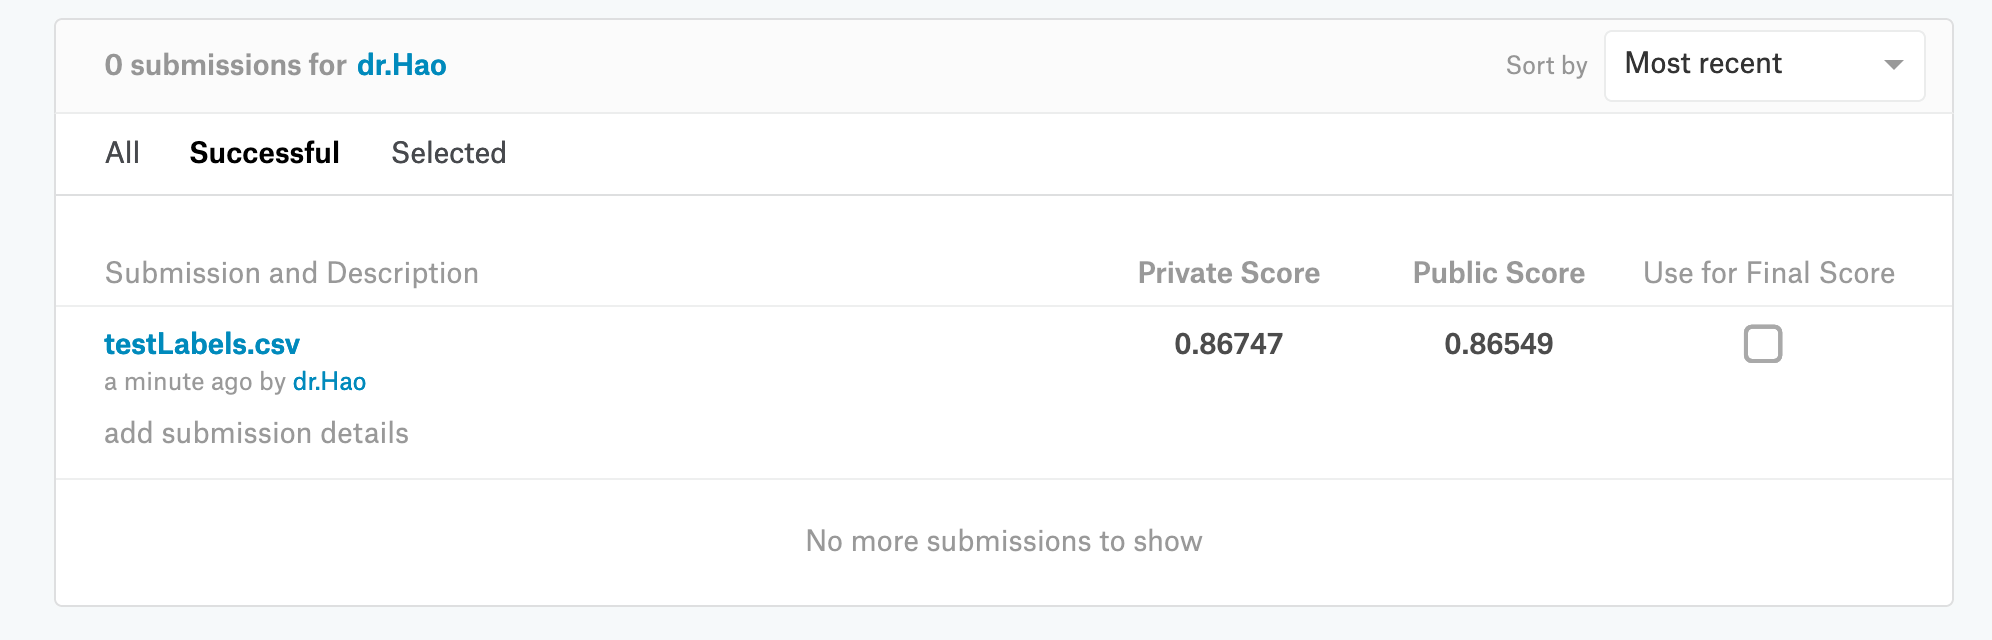 0 submissions for dr.Hao
Sort by Most recent
All Successful Selected
Submission and Description Private Score Public Score Use for Final Score
testLabels.csv 0.86747 0.86549
a minute ago by dr.Hao
add submission details
No more submissions to show